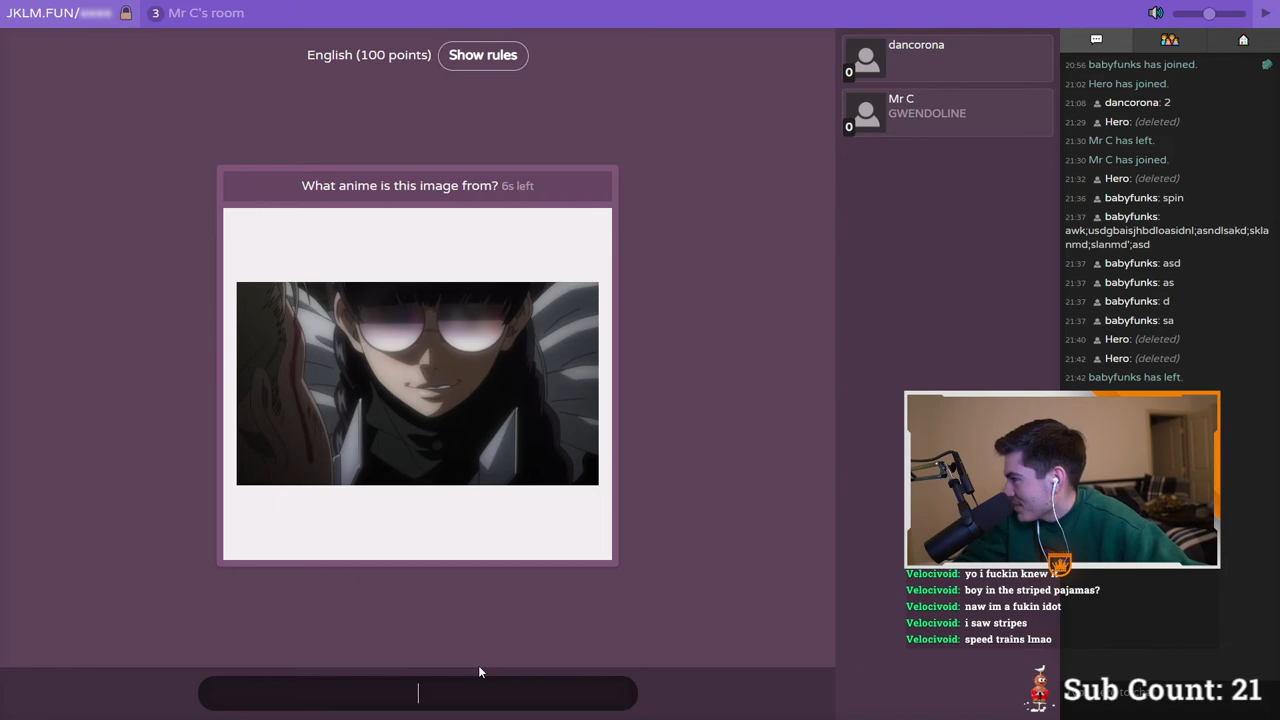 JKLM.FUN/
3 Mr C's room
English (100 points) Show rules
What anime is this image from? 6s left
0 dancorona
0 Mr C
GWENDOLINE
20:56 babyfunks has joined.
21:02 Hero has joined.
21:08 dancorona: 2
21:29 Hero: (deleted)
21:30 Mr C has left.
21:30 Mr C has joined.
21:32 Hero: (deleted)
21:36 babyfunks: spin
21:37 babyfunks:
awk;usdgbaisjhbdloasidnl;asndlsakd;skla
nmd;slanmd';asd
21:37 babyfunks: asd
21:37 babyfunks: as
21:37 babyfunks: d
21:37 babyfunks: sa
21:40 Hero: (deleted)
21:42 Hero: (deleted)
21:42 babyfunks has left.
Velocivoid: yo i fuckin knew it
Velocivoid: boy in the striped pajamas?
Velocivoid: naw im a fukin idot
Velocivoid: i saw stripes
Velocivoid: speed trains lmao
Sub Count: 21